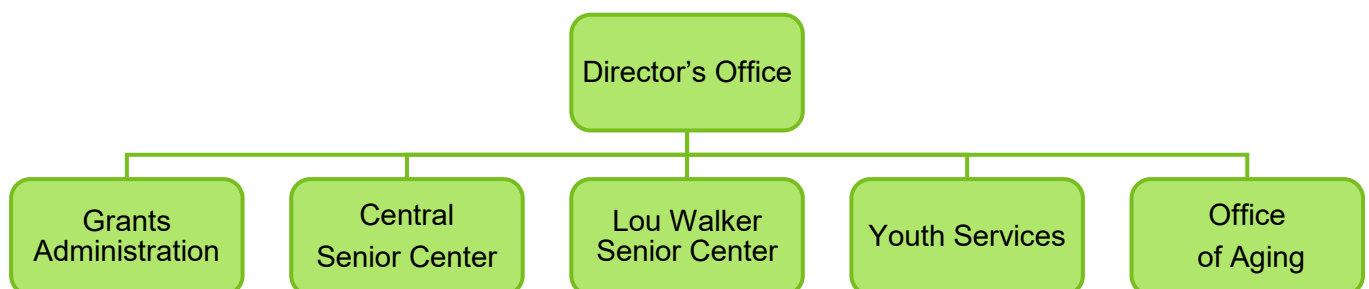 Director’s Office
Grants
Administration
Central
Senior Center
Lou Walker
Senior Center
Youth Services
Office
of Aging